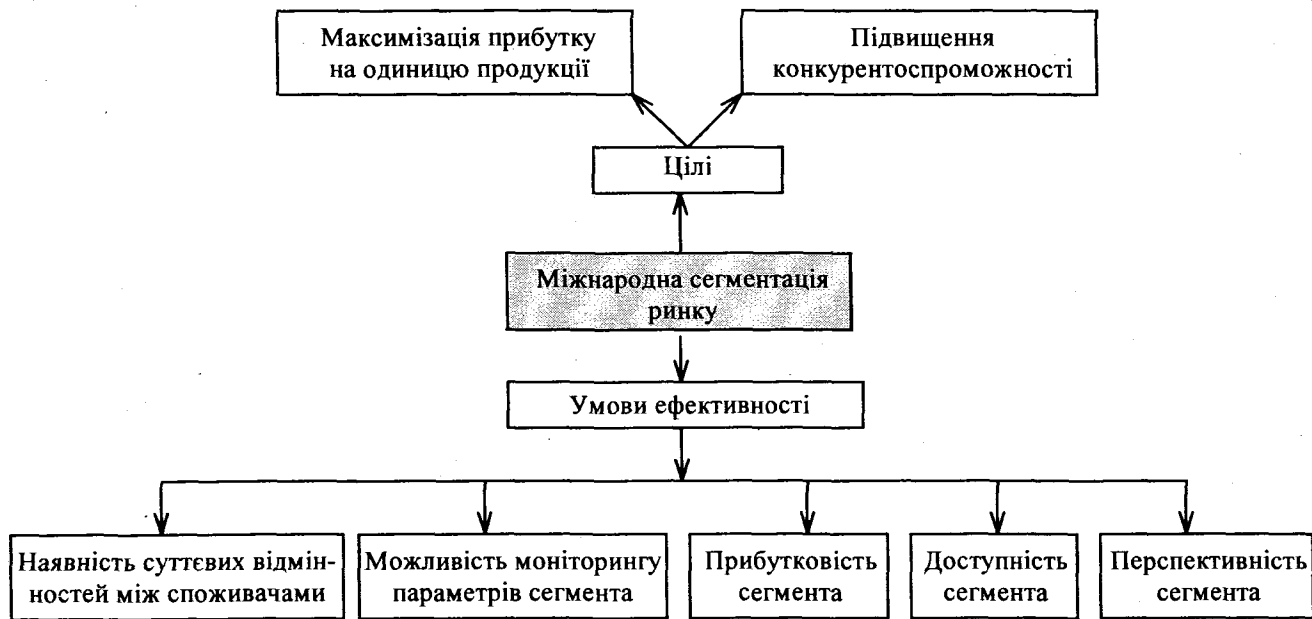 Максимізація прибутку
на одиницю продукції
Підвищення
конкурентоспроможності
Цілі
Міжнародна сегментація
ринку
Умови ефективності
Наявність суттєвих відмін-
ностей між споживачами
Можливість моніторингу
параметрів сегмента
Прибутковість
сегмента
Доступність
сегмента
Перспективність
сегмента